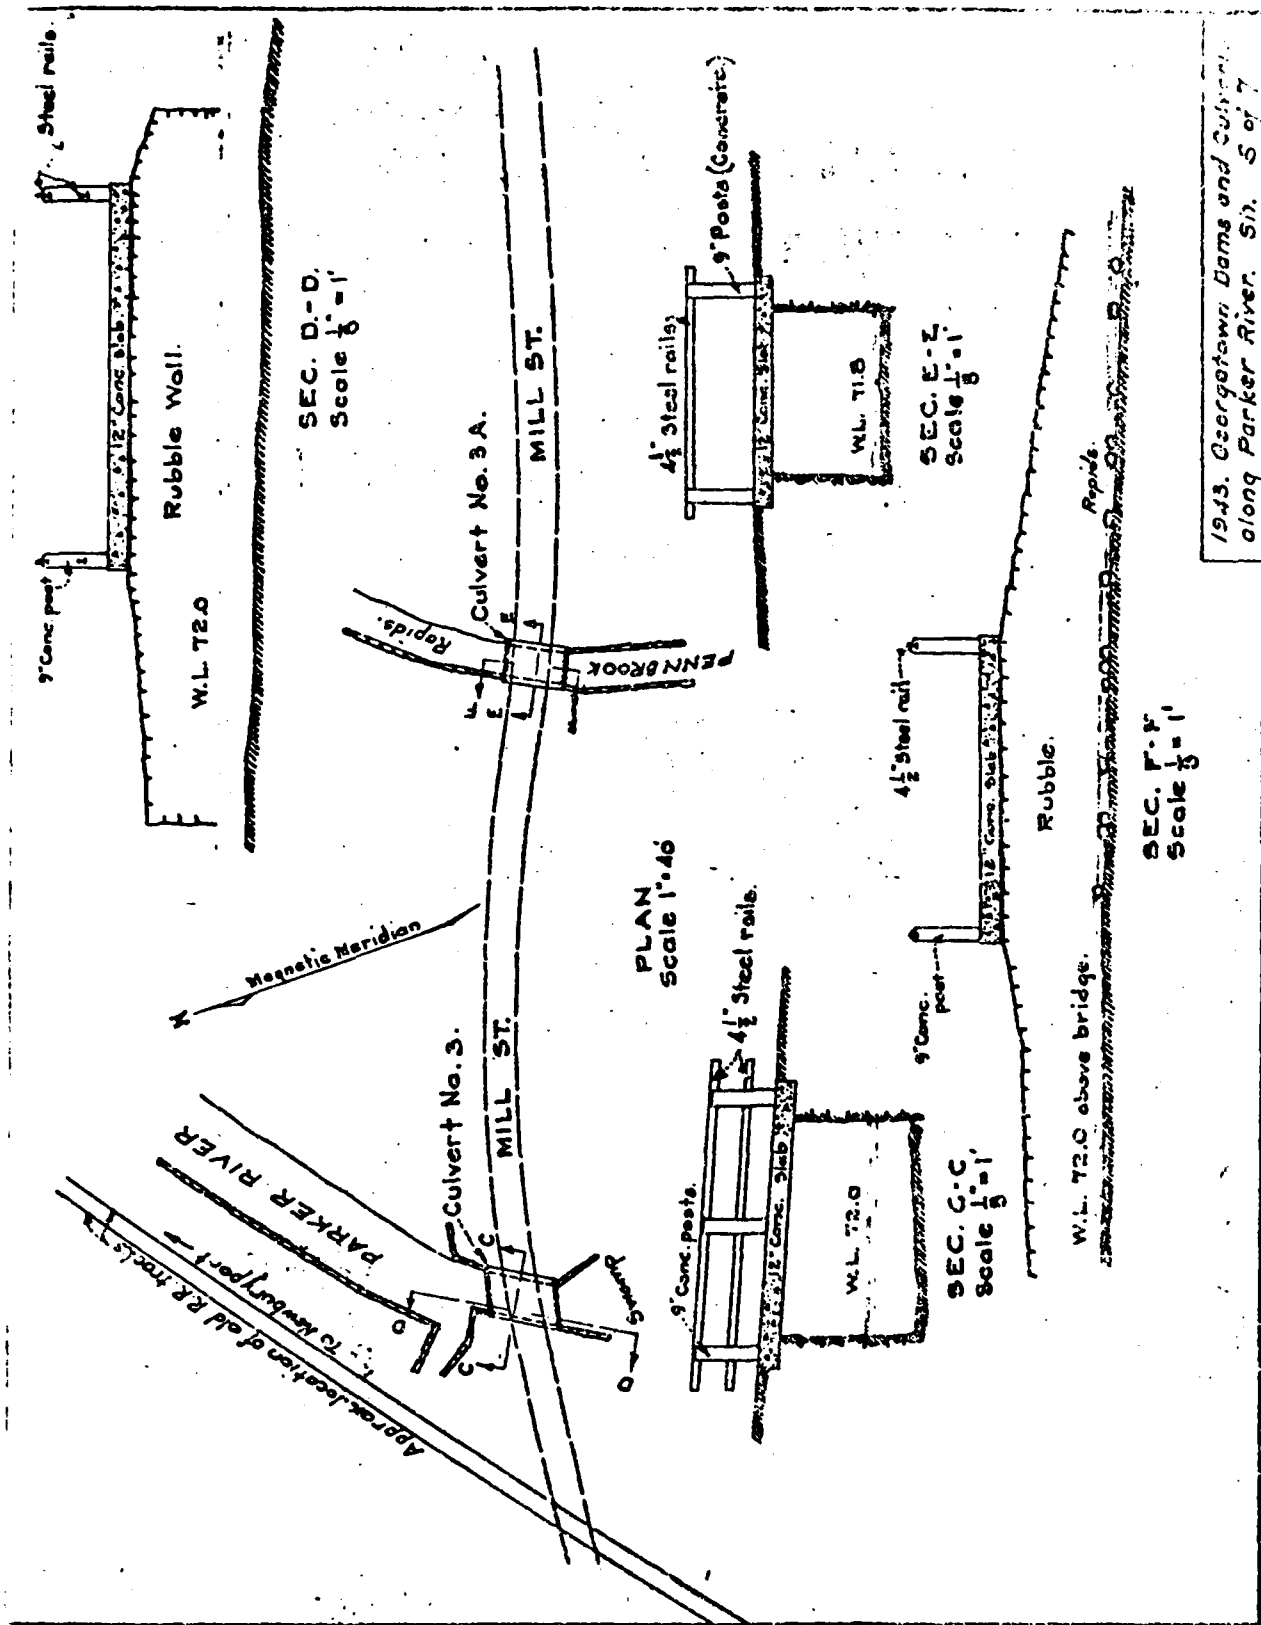 Approx. location of old R.R. tracks
To Newburyport
PARKER RIVER
N
Magnetic Meridian
Culvert No. 3.
MILL ST.
C
C
D
D
Swamp
PLAN
Scale 1"=40'
Rapids.
Culvert No. 3A.
MILL ST.
PENN BROOK
F
E
E
9" Conc. post
Steel rails
12" Conc. slab
Rubble Wall.
W.L. 72.0
SEC. D.-D.
Scale 1/8" = 1'
9" Conc. posts.
4 1/2" Steel rails.
12" Conc. Slab
W.L. 72.0
SEC. C-C
Scale 1/8" = 1'
4 1/2" Steel rails
9" Posts (Concrete)
12" Conc. Slab
W.L. 71.8
SEC. E-E
Scale 1/8" = 1'
9" Conc. post
4 1/2" Steel rail
12" Conc. Slab
Rubble.
W.L. 72.0 above bridge.
Rapids.
SEC. F-F
Scale 1/8" = 1'
1943. Georgetown Dams and
along Parker River. Sh. 5 of 7